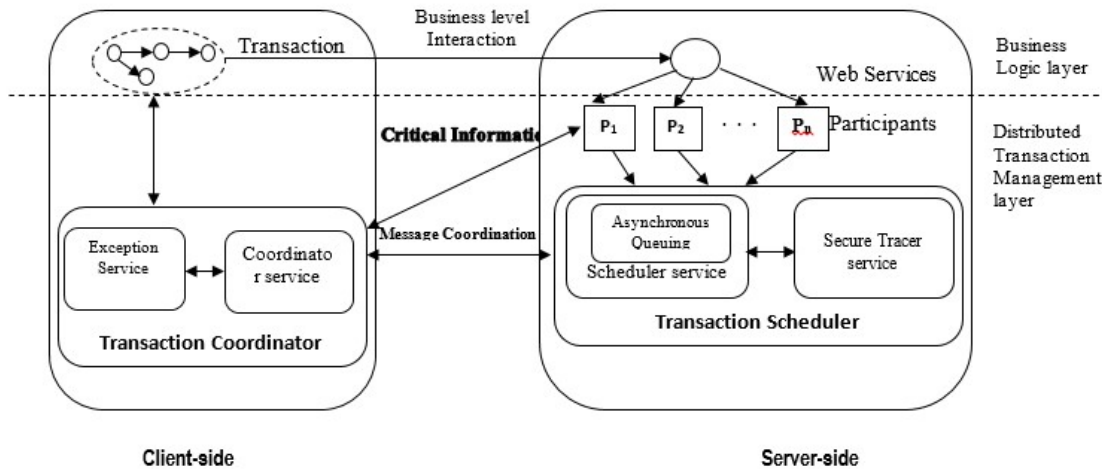 Business level
Interaction
Transaction
Business
Logic layer
Web Services
Critical Informatic
P1
P2
. . .
Pn
Participants
Distributed
Transaction
Management
layer
Message Coordination
Exception
Service
Coordinato
r service
Transaction Coordinator
Asynchronous
Queuing
Scheduler service
Secure Tracer
service
Transaction Scheduler
Client-side
Server-side